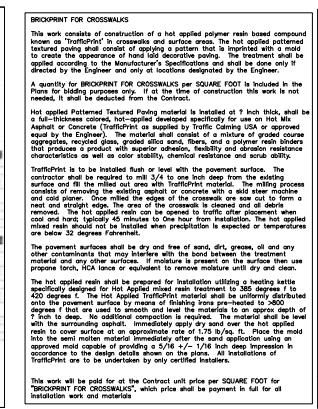 BRICKPRINT FOR CROSSWALKS
This work consists of construction of a hot applied polymer resin based compound
known as 'TrafficPrint' in crosswalks and surface areas. The hot applied patterned
textured paving shall consist of applying a pattern that is imprinted with a mold
to create the appearance of hand laid decorative paving. The treatment shall be
applied according to the Manufacturer's Specifications and shall be done only if
directed by the Engineer and only at locations designated by the Engineer.
A quantity for BRICKPRINT FOR CROSSWALKS per SQUARE FOOT is included in the
Plans for bidding purposes only. If at the time of construction this work is not
needed, it shall be deducted from the Contract.
Hot applied Patterned Textured Paving material is installed at ? inch thick, shall be
a full-thickness colored, hot-applied developed specifically for use on Hot Mix
Asphalt or Concrete (TrafficPrint as supplied by Traffic Calming USA or approved
equal by the Engineer). The material shall consist of a mixture of graded course
aggregates, recycled glass, graded silica sand, fibers, and a polymer resin binders
that produces a product with superior adhesion, flexibility and abrasion resistance
characteristics as well as color stability, chemical resistance and scrub ability.
TrafficPrint is to be installed flush or level with the pavement surface. The
contractor shall be required to mill 3/4 to one inch deep from the existing
surface and fill the milled out area with TrafficPrint material. The milling process
consists of removing the existing asphalt or concrete with a skid steer machine
and cold planer. Once milled the edges of the crosswalk are saw cut to form a
neat and straight edge. The area of the crosswalk is cleaned and all debris
removed. The hot applied resin can be opened to traffic after placement when
cool and hard; typically 45 minutes to One hour from installation. The hot applied
mixed resin should not be installed when precipitation is expected or temperatures
are below 32 degrees Fahrenheit.
The pavement surfaces shall be dry and free of sand, dirt, grease, oil and any
other contaminants that may interfere with the bond between the treatment
material and any other surfaces. If moisture is present on the surface then use
propane torch, HCA lance or equivalent to remove moisture until dry and clean.
The hot applied resin shall be prepared for installation utilizing a heating kettle
specifically designed for Hot Applied mixed resin treatment to 385 degrees f to
420 degrees f. The Hot Applied TrafficPrint material shall be uniformly distributed
onto the pavement surface by means of finishing irons pre-heated to >800
degrees f that are used to smooth and level the materials to an approx depth of
? inch to deep. No additional compaction is required. The material shall be level
with the surrounding asphalt. Immediately apply dry sand over the hot applied
resin to cover surface at an approximate rate of 1.75 lb/sq. ft. Place the mold
into the semi molten material immediately after the sand application using an
approved mold capable of providing a 5/16 +/- 1/16 inch deep impression in
accordance to the design details shown on the plans. All installations of
TrafficPrint are to be undertaken by only certified installers.
This work will be paid for at the Contract unit price per SQUARE FOOT for
"BRICKPRINT FOR CROSSWALKS", which price shall be payment in full for all
installation work and materials